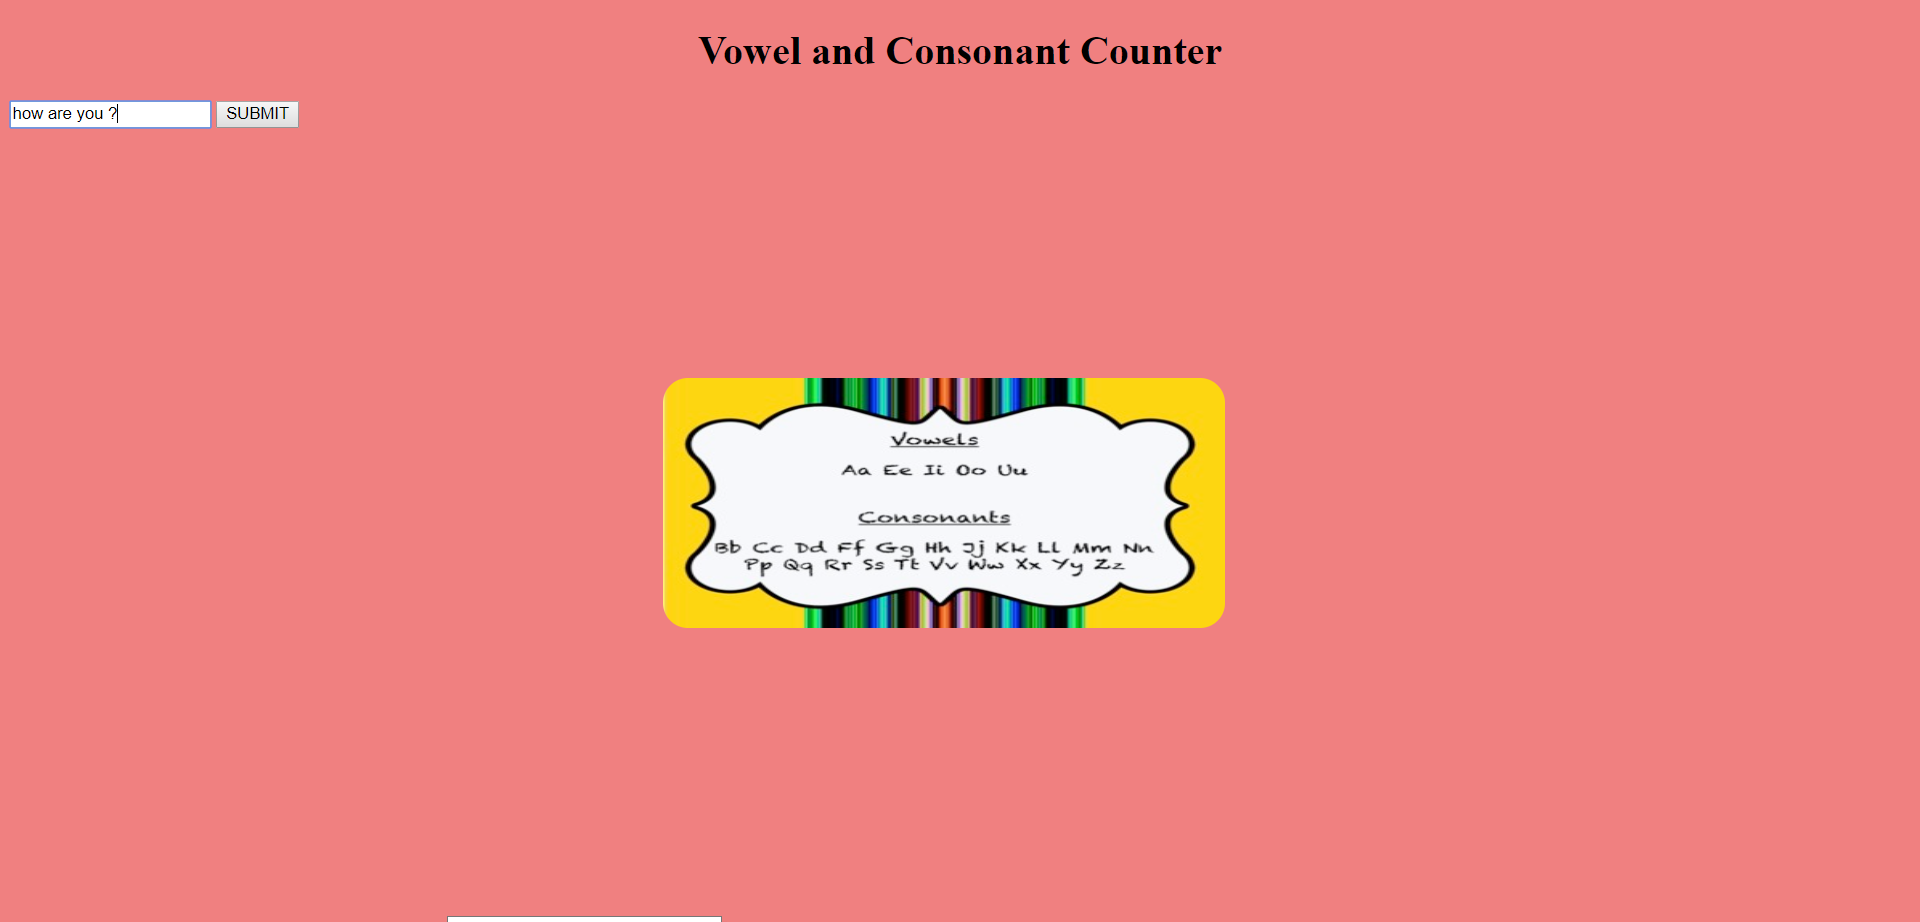 Vowel and Consonant Counter
how are you ? SUBMIT
Vowels
Aa Ee Ii Oo Uu
Consonants
Bb Cc Dd Ff Gg Hh Jj Kk Ll Mm Nn
Pp Qq Rr Ss Tt Vv Ww Xx Yy Zz